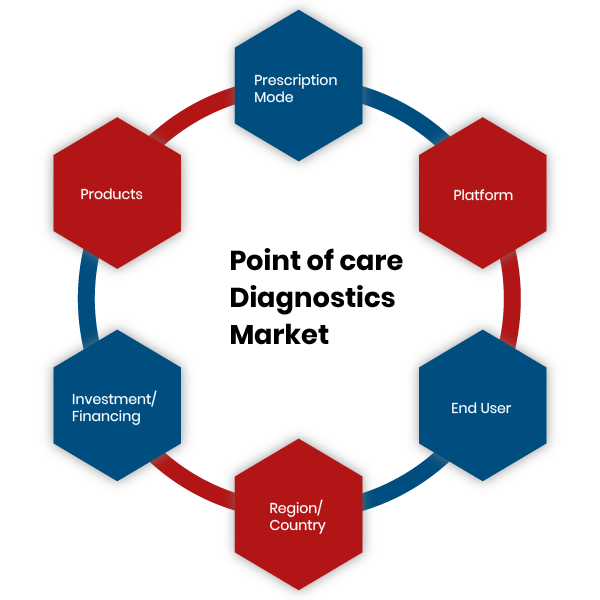 Prescription
Mode
Products
Platform
Point of care
Diagnostics
Market
Investment/
Financing
End User
Region/
Country